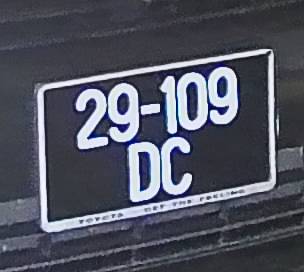 29-109
DC
TOYOTA GET THE FEELING